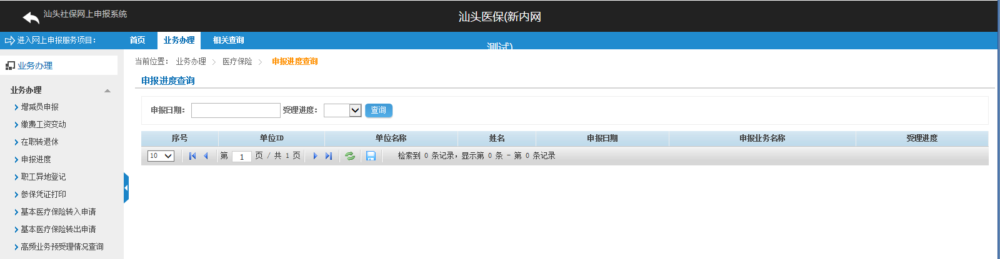 汕头社保网上申报系统
汕头医保(新内网
测试)
进入网上申报服务项目： 首页 业务办理 相关查询
当前位置： 业务办理 医疗保险 申报进度查询
业务办理
申报进度查询
业务办理
增减员申报
缴费工资变动
在职转退休
申报进度
职工异地登记
参保凭证打印
基本医疗保险转入申请
基本医疗保险转出申请
高频业务预受理情况查询
申报日期： 受理进度： 查询
序号 单位ID 单位名称 姓名 申报日期 申报业务名称 受理进度
10 第 1 页 / 共 1 页 检索到 0 条记录，显示第 0 条 - 第 0 条记录